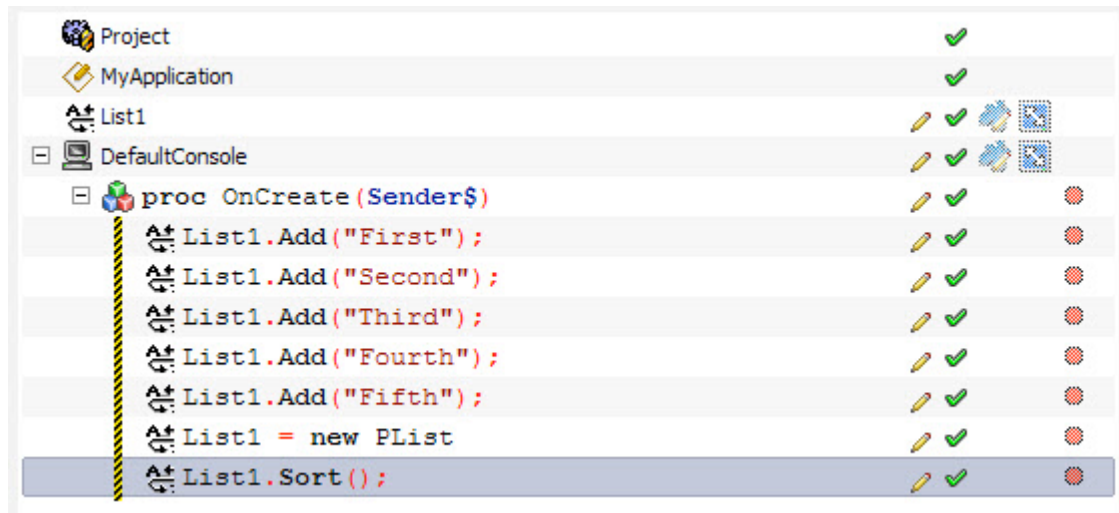 Project
MyApplication
List1
DefaultConsole
proc OnCreate(Sender$)
List1.Add("First");
List1.Add("Second");
List1.Add("Third");
List1.Add("Fourth");
List1.Add("Fifth");
List1 = new PList
List1.Sort();